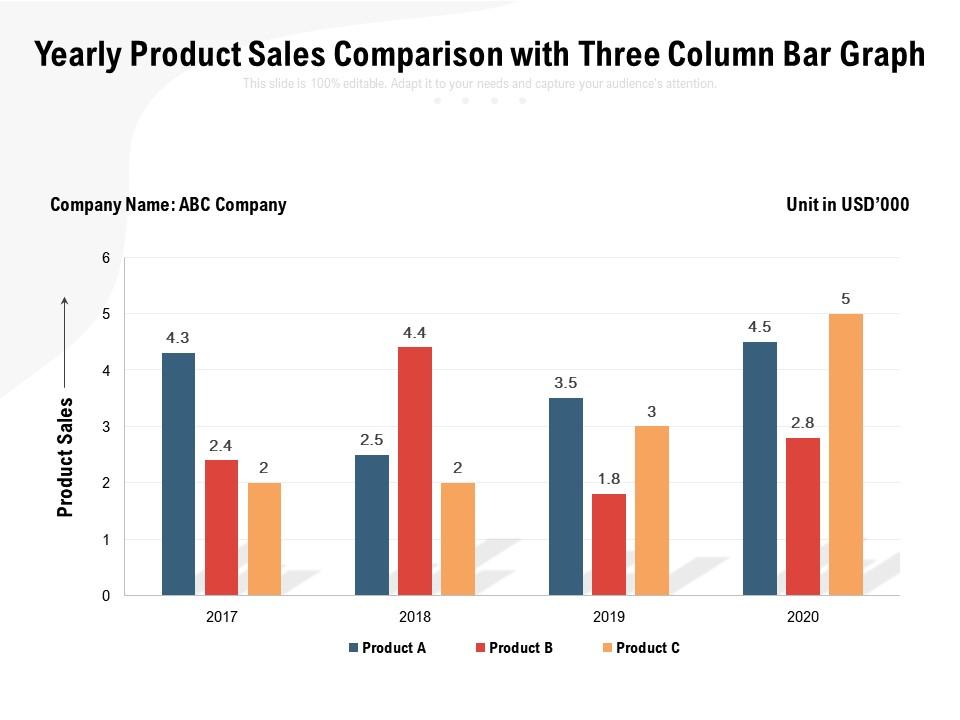 Yearly Product Sales Comparison with Three Column Bar Graph
This slide is 100% editable. Adapt it to your needs and capture your audience's attention.
Company Name: ABC Company
Unit in USD’000
Product Sales
6
5
4
3
2
1
0
4.3
2.4
2
2.5
4.4
2
3.5
1.8
3
4.5
2.8
5
2017
2018
2019
2020
Product A
Product B
Product C